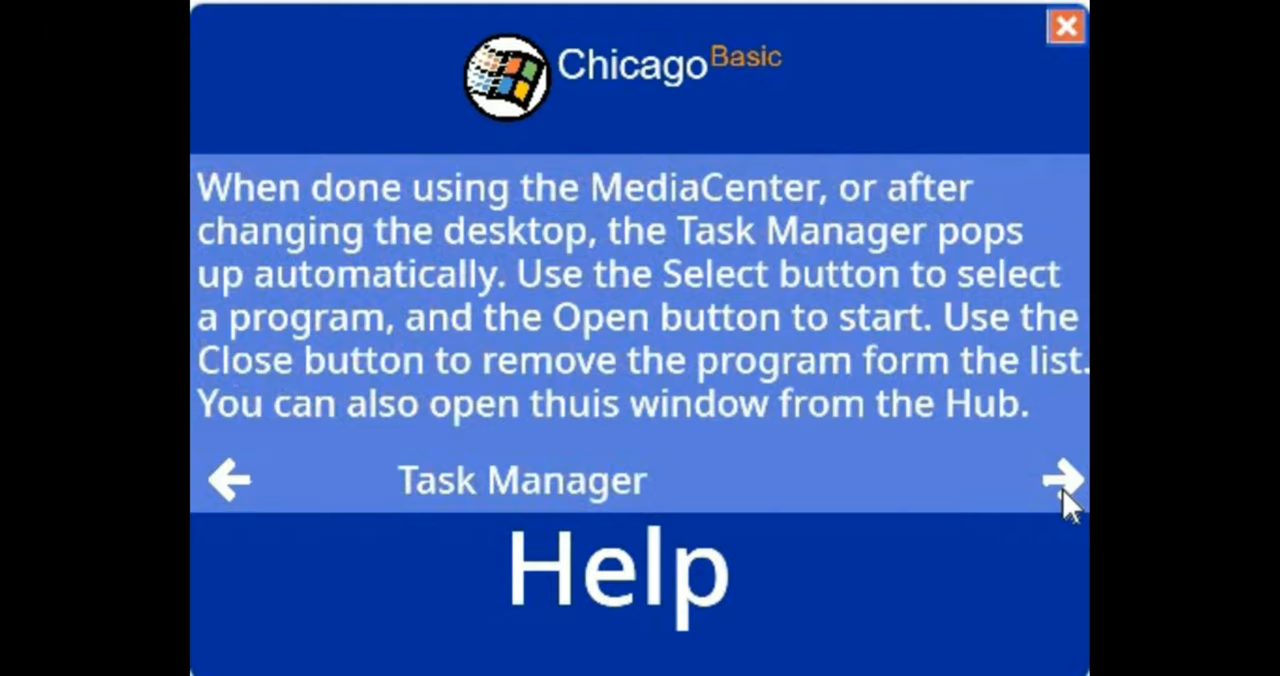 Chicago Basic
When done using the MediaCenter, or after
changing the desktop, the Task Manager pops
up automatically. Use the Select button to select
a program, and the Open button to start. Use the
Close button to remove the program form the list.
You can also open thuis window from the Hub.
Task Manager
Help